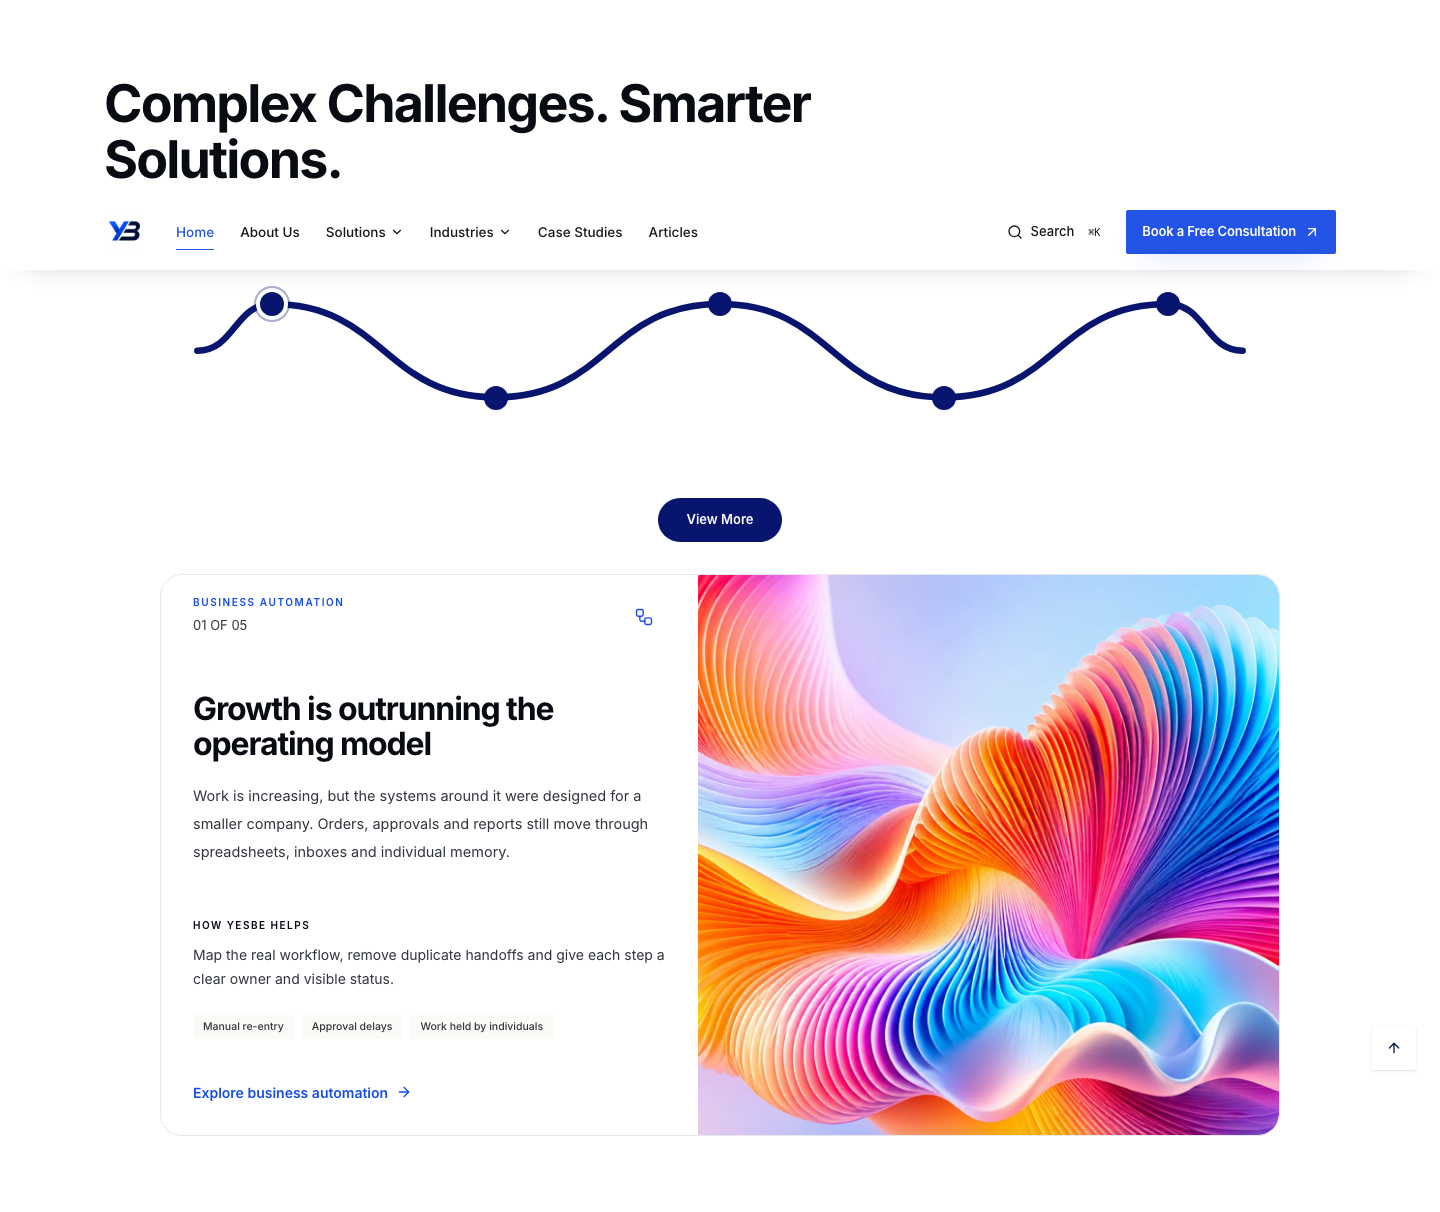 Complex Challenges. Smarter
Solutions.
YB
Home About Us Solutions Industries Case Studies Articles Search ⌘K Book a Free Consultation
View More
BUSINESS AUTOMATION
01 OF 05
Growth is outrunning the
operating model
Work is increasing, but the systems around it were designed for a
smaller company. Orders, approvals and reports still move through
spreadsheets, inboxes and individual memory.
HOW YESBE HELPS
Map the real workflow, remove duplicate handoffs and give each step a
clear owner and visible status.
Manual re-entry Approval delays Work held by individuals
Explore business automation